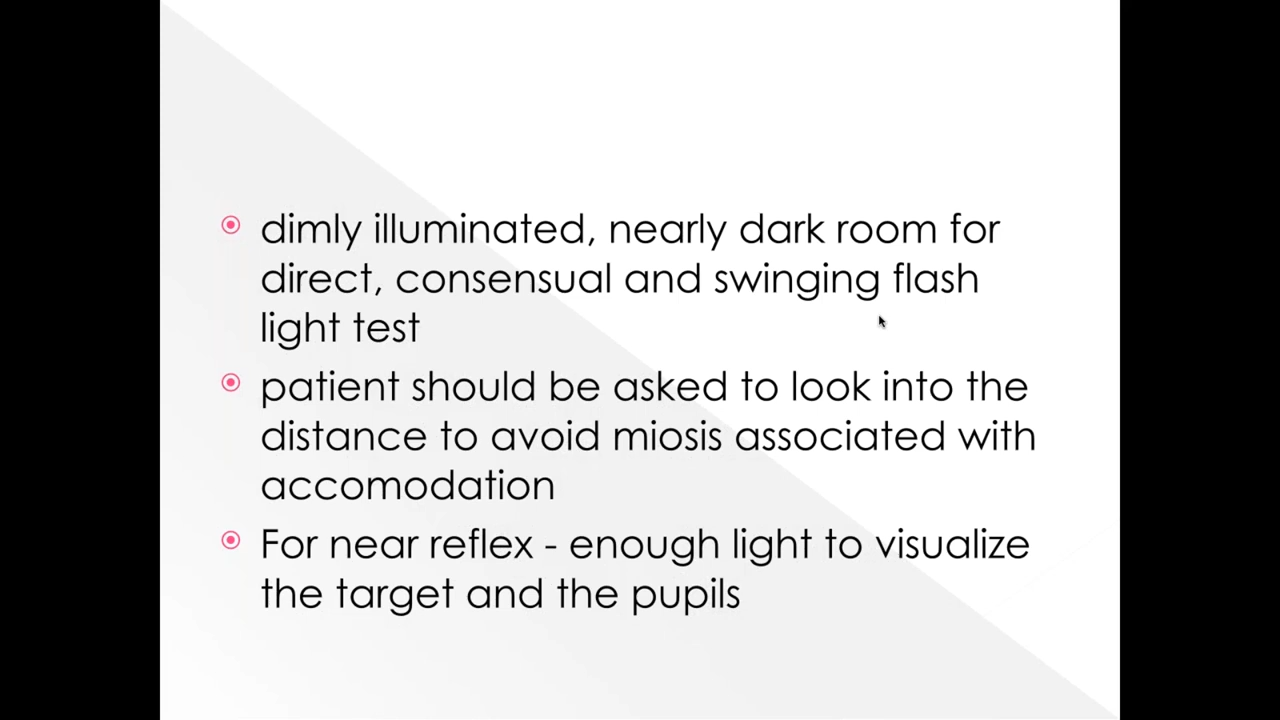 dimly illuminated, nearly dark room for
direct, consensual and swinging flash
light test
patient should be asked to look into the
distance to avoid miosis associated with
accomodation
For near reflex - enough light to visualize
the target and the pupils